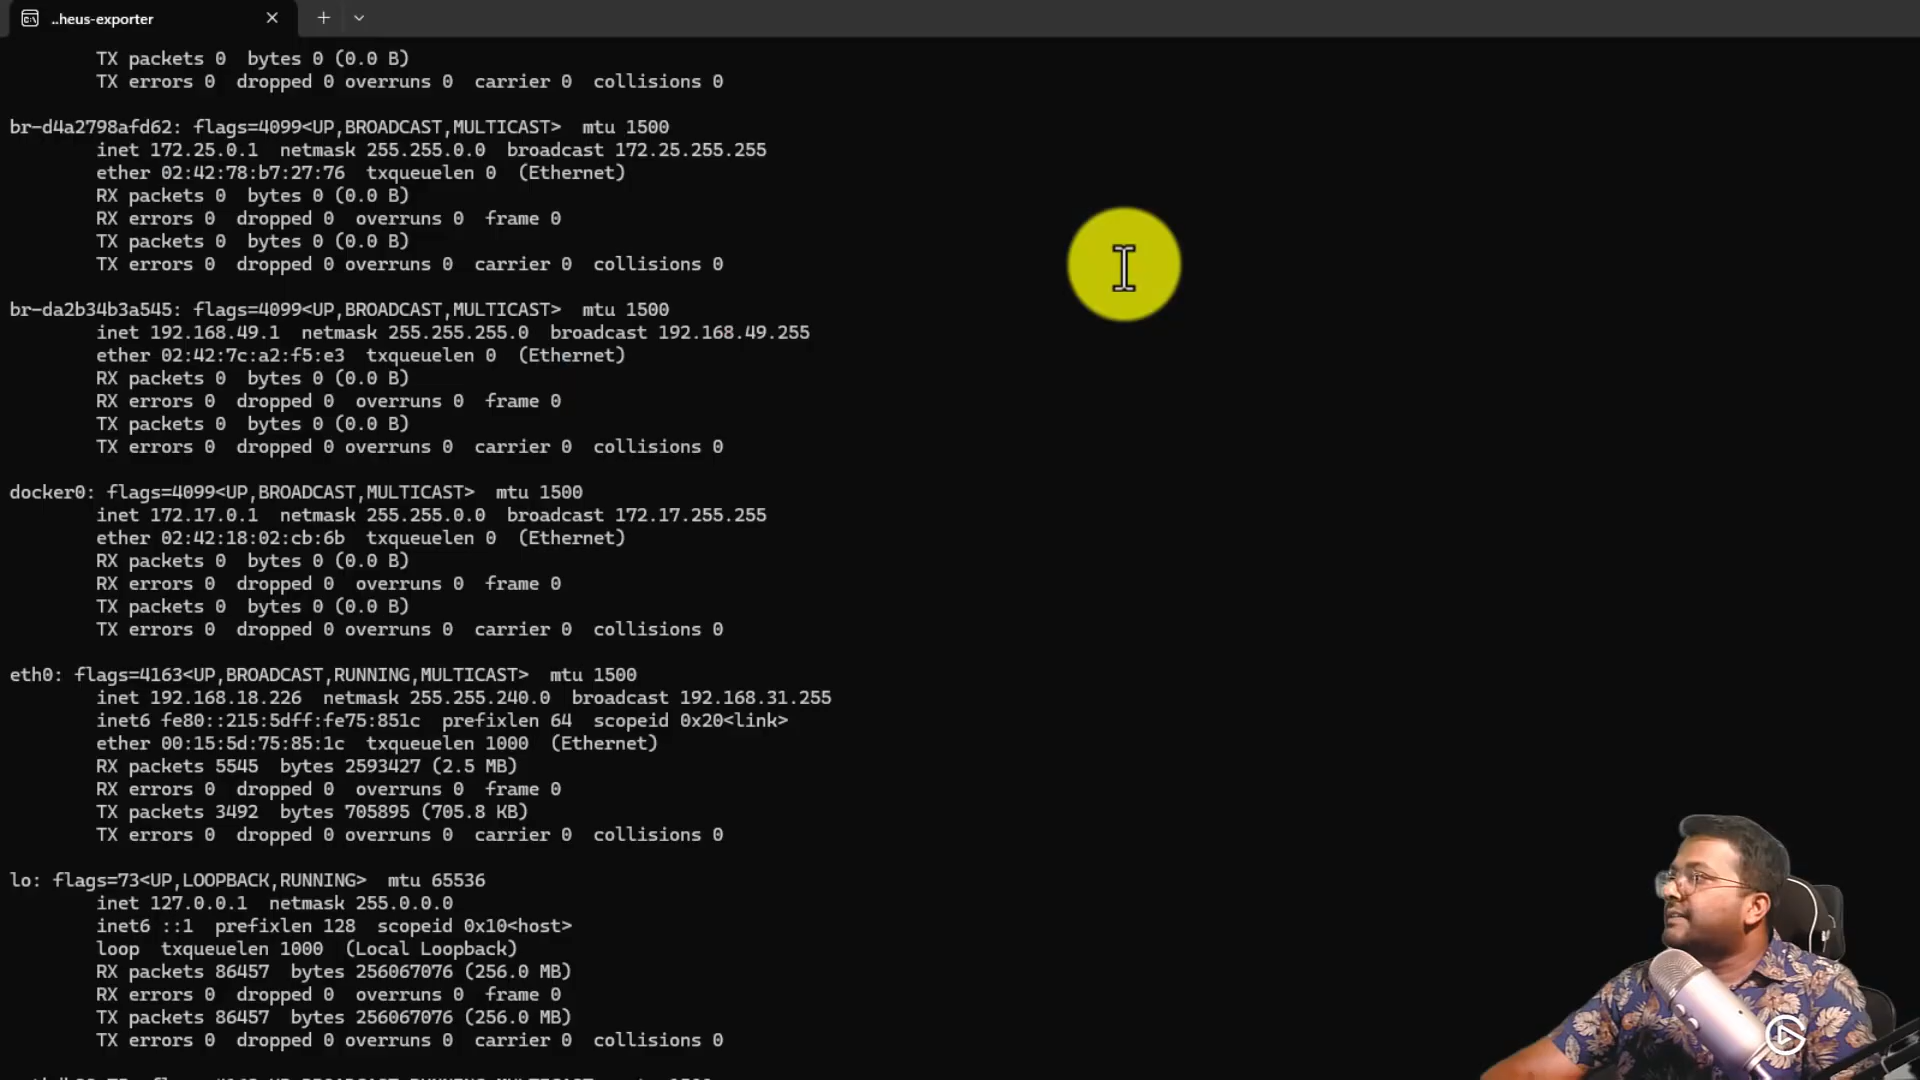 ..heus-exporter
TX packets 0  bytes 0 (0.0 B)
TX errors 0  dropped 0 overruns 0  carrier 0  collisions 0
br-d4a2798afd62: flags=4099<UP,BROADCAST,MULTICAST>  mtu 1500
inet 172.25.0.1  netmask 255.255.0.0  broadcast 172.25.255.255
ether 02:42:78:b7:27:76  txqueuelen 0  (Ethernet)
RX packets 0  bytes 0 (0.0 B)
RX errors 0  dropped 0  overruns 0  frame 0
TX packets 0  bytes 0 (0.0 B)
TX errors 0  dropped 0 overruns 0  carrier 0  collisions 0
br-da2b34b3a545: flags=4099<UP,BROADCAST,MULTICAST>  mtu 1500
inet 192.168.49.1  netmask 255.255.255.0  broadcast 192.168.49.255
ether 02:42:7c:a2:f5:e3  txqueuelen 0  (Ethernet)
RX packets 0  bytes 0 (0.0 B)
RX errors 0  dropped 0  overruns 0  frame 0
TX packets 0  bytes 0 (0.0 B)
TX errors 0  dropped 0 overruns 0  carrier 0  collisions 0
docker0: flags=4099<UP,BROADCAST,MULTICAST>  mtu 1500
inet 172.17.0.1  netmask 255.255.0.0  broadcast 172.17.255.255
ether 02:42:18:02:cb:6b  txqueuelen 0  (Ethernet)
RX packets 0  bytes 0 (0.0 B)
RX errors 0  dropped 0  overruns 0  frame 0
TX packets 0  bytes 0 (0.0 B)
TX errors 0  dropped 0 overruns 0  carrier 0  collisions 0
eth0: flags=4163<UP,BROADCAST,RUNNING,MULTICAST>  mtu 1500
inet 192.168.18.226  netmask 255.255.240.0  broadcast 192.168.31.255
inet6 fe80::215:5dff:fe75:851c  prefixlen 64  scopeid 0x20<link>
ether 00:15:5d:75:85:1c  txqueuelen 1000  (Ethernet)
RX packets 5545  bytes 2593427 (2.5 MB)
RX errors 0  dropped 0  overruns 0  frame 0
TX packets 3492  bytes 705895 (705.8 KB)
TX errors 0  dropped 0 overruns 0  carrier 0  collisions 0
lo: flags=73<UP,LOOPBACK,RUNNING>  mtu 65536
inet 127.0.0.1  netmask 255.0.0.0
inet6 ::1  prefixlen 128  scopeid 0x10<host>
loop  txqueuelen 1000  (Local Loopback)
RX packets 86457  bytes 256067076 (256.0 MB)
RX errors 0  dropped 0  overruns 0  frame 0
TX packets 86457  bytes 256067076 (256.0 MB)
TX errors 0  dropped 0 overruns 0  carrier 0  collisions 0